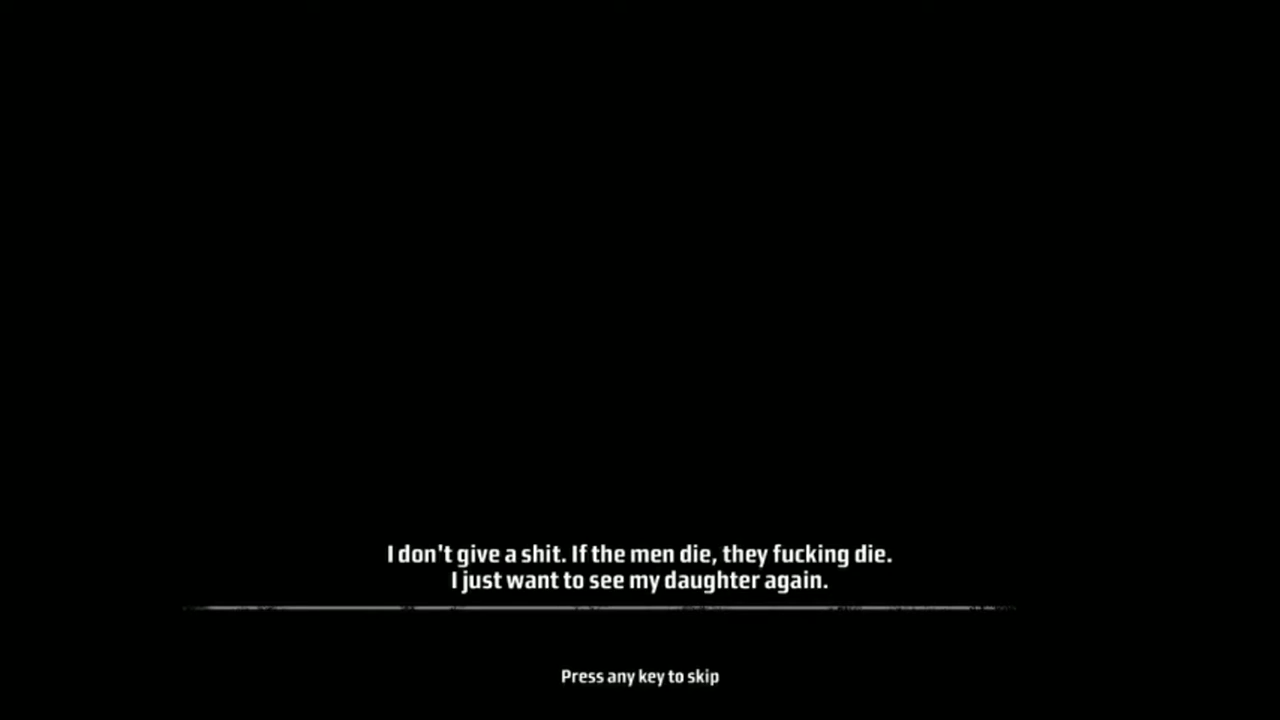 I don't give a shit. If the men die, they fucking die.
I just want to see my daughter again.
Press any key to skip